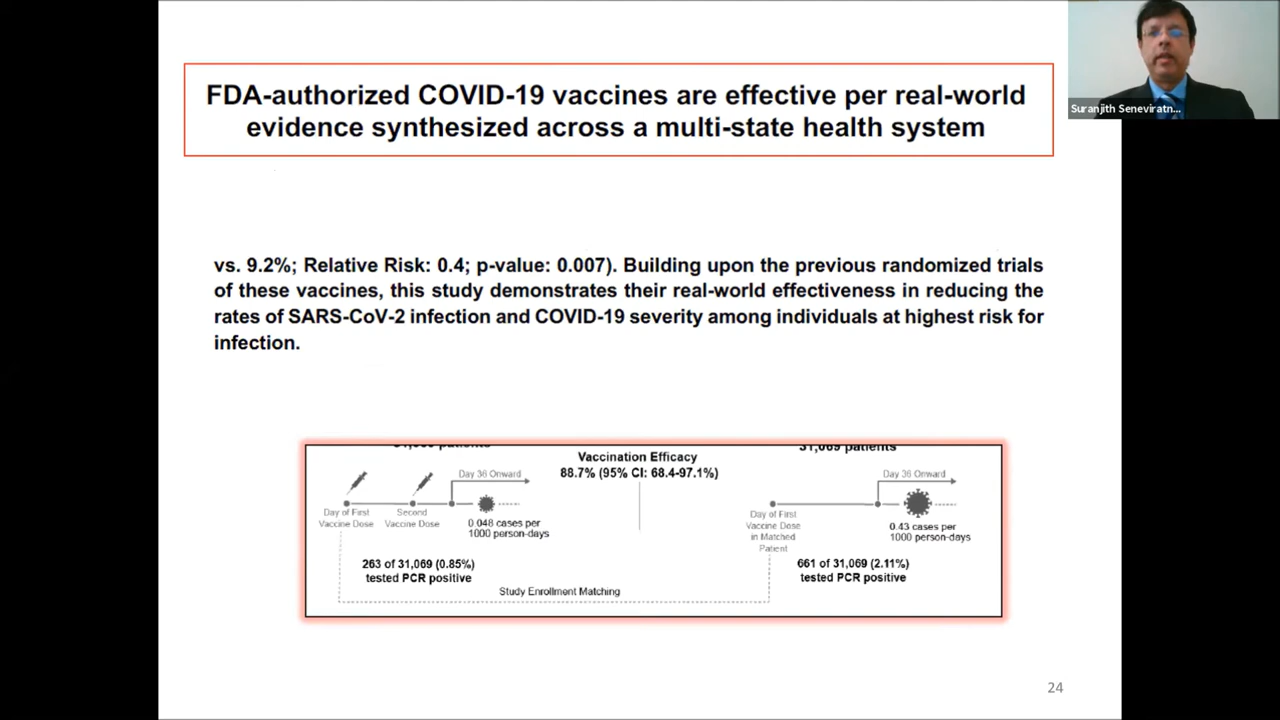 FDA-authorized COVID-19 vaccines are effective per real-world
evidence synthesized across a multi-state health system
Suranjith Seneviratn...
vs. 9.2%; Relative Risk: 0.4; p-value: 0.007). Building upon the previous randomized trials
of these vaccines, this study demonstrates their real-world effectiveness in reducing the
rates of SARS-CoV-2 infection and COVID-19 severity among individuals at highest risk for
infection.
patients
Vaccination Efficacy
88.7% (95% CI: 68.4-97.1%)
31,069 patients
Day 36 Onward
Day of First
Vaccine Dose
Second
Vaccine Dose
0.048 cases per
1000 person-days
263 of 31,069 (0.85%)
tested PCR positive
Study Enrollment Matching
Day 36 Onward
Day of First
Vaccine Dose
in Matched
Patient
0.43 cases per
1000 person-days
661 of 31,069 (2.11%)
tested PCR positive
24